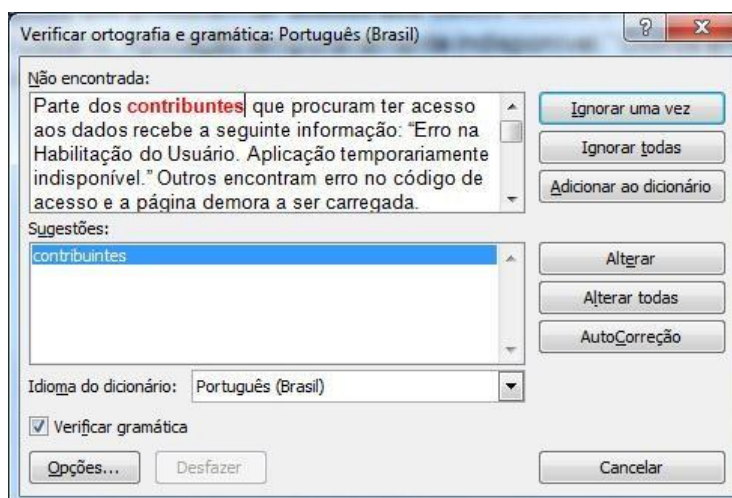 Verificar ortografia e gramática: Português (Brasil)
Não encontrada:
Parte dos contribuntes que procuram ter acesso
aos dados recebe a seguinte informação: “Erro na
Habilitação do Usuário. Aplicação temporariamente
indisponível.” Outros encontram erro no código de
acesso e a página demora a ser carregada.
Ignorar uma vez
Ignorar todas
Adicionar ao dicionário
Sugestões:
contribuintes
Alterar
Alterar todas
AutoCorreção
Idioma do dicionário: Português (Brasil)
Verificar gramática
Opções... Desfazer Cancelar